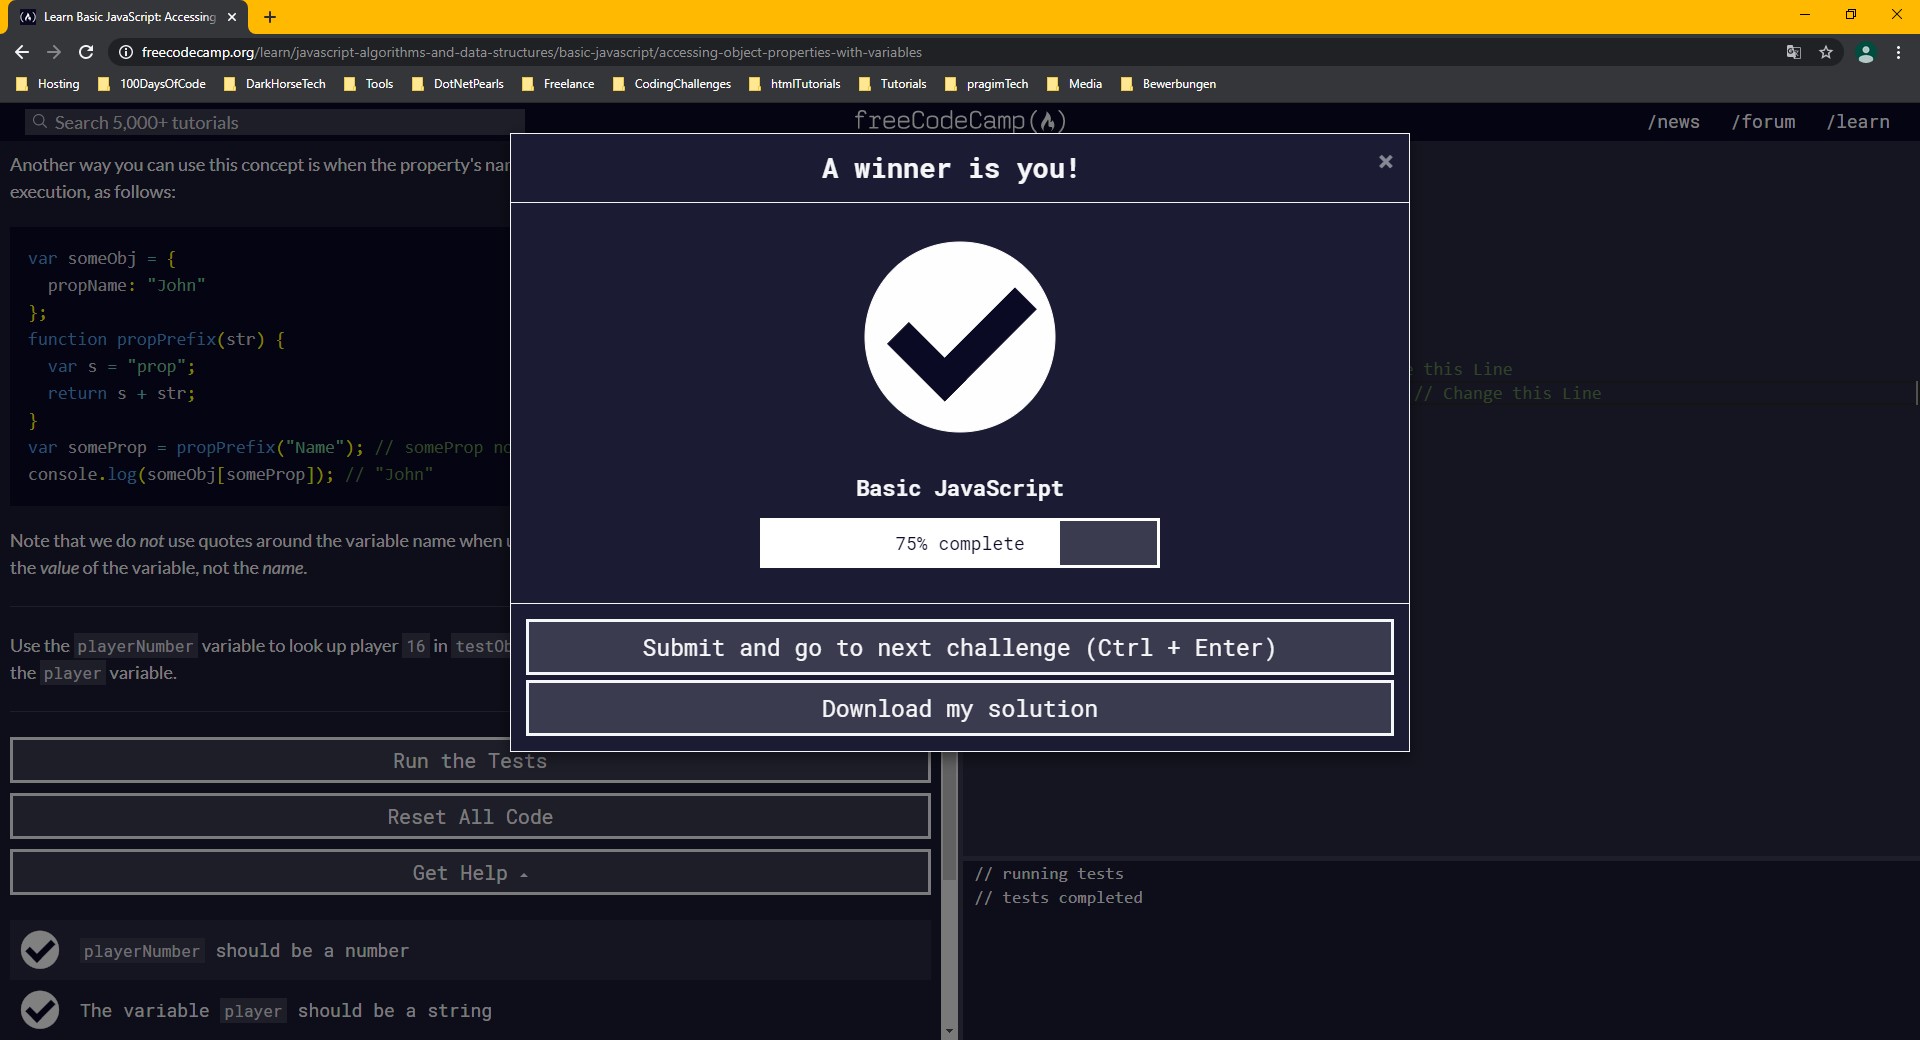 Learn Basic JavaScript: Accessing
freecodecamp.org/learn/javascript-algorithms-and-data-structures/basic-javascript/accessing-object-properties-with-variables
Hosting 100DaysOfCode DarkHorseTech Tools DotNetPearls Freelance CodingChallenges htmlTutorials Tutorials pragimTech Media Bewerbungen
Search 5,000+ tutorials
freeCodeCamp
/news /forum /learn
Another way you can use this concept is when the property's
execution, as follows:
var someObj = {
propName: "John"
};
function propPrefix(str) {
var s = "prop";
return s + str;
}
var someProp = propPrefix("Name"); // someProp
console.log(someObj[someProp]); // "John"
Note that we do not use quotes around the variable name when
the value of the variable, not the name.
Use the playerNumber variable to look up player 16 in
the player variable.
Run the Tests
Reset All Code
Get Help
playerNumber should be a number
The variable player should be a string
A winner is you!
×
Basic JavaScript
75% complete
Submit and go to next challenge (Ctrl + Enter)
Download my solution
this Line
// Change this Line
// running tests
// tests completed